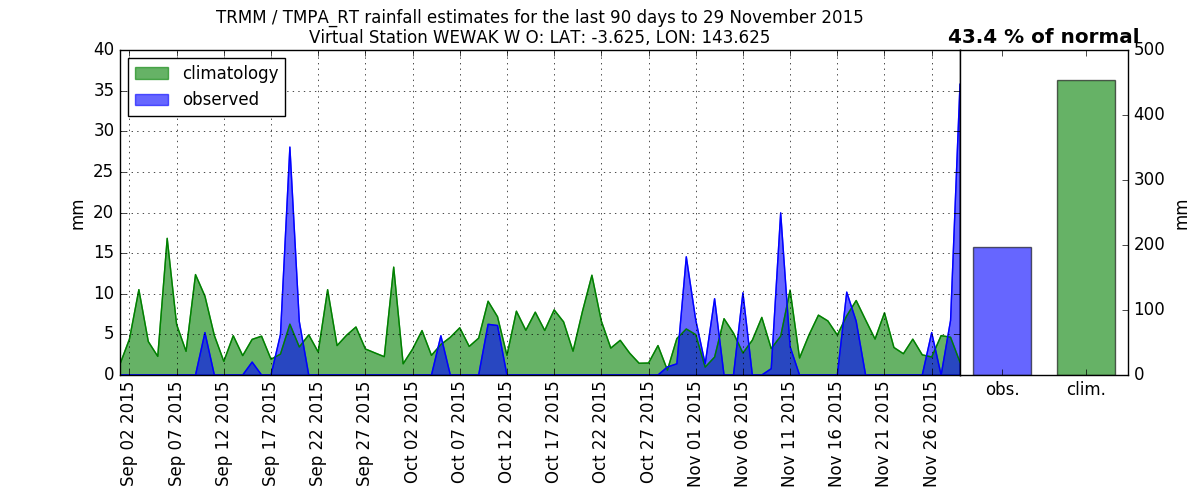 TRMM / TMPA_RT rainfall estimates for the last 90 days to 29 November 2015
Virtual Station WEWAK W O: LAT: -3.625, LON: 143.625
43.4 % of normal
climatology
observed
mm
40
35
30
25
20
15
10
5
0
Sep 02 2015
Sep 07 2015
Sep 12 2015
Sep 17 2015
Sep 22 2015
Sep 27 2015
Oct 02 2015
Oct 07 2015
Oct 12 2015
Oct 17 2015
Oct 22 2015
Oct 27 2015
Nov 01 2015
Nov 06 2015
Nov 11 2015
Nov 16 2015
Nov 21 2015
Nov 26 2015
obs.
clim.
500
400
300
200
100
0
mm